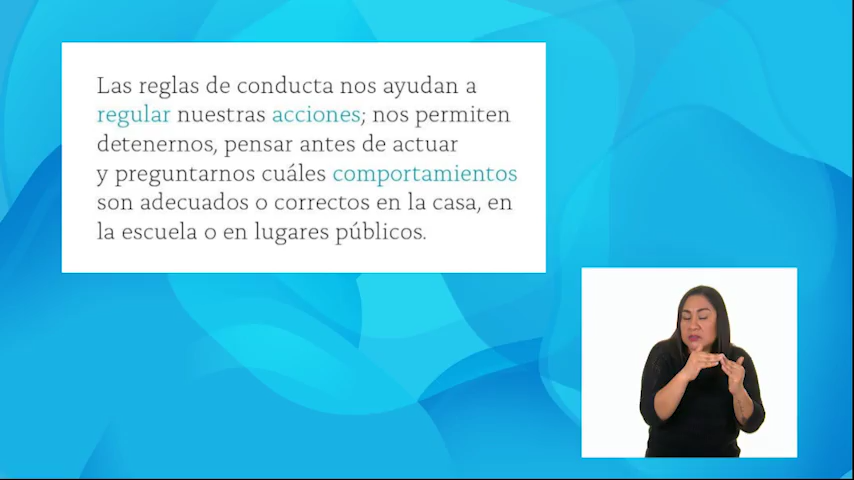 Las reglas de conducta nos ayudan a
regular nuestras acciones; nos permiten
detenernos, pensar antes de actuar
y preguntarnos cuáles comportamientos
son adecuados o correctos en la casa, en
la escuela o en lugares públicos.